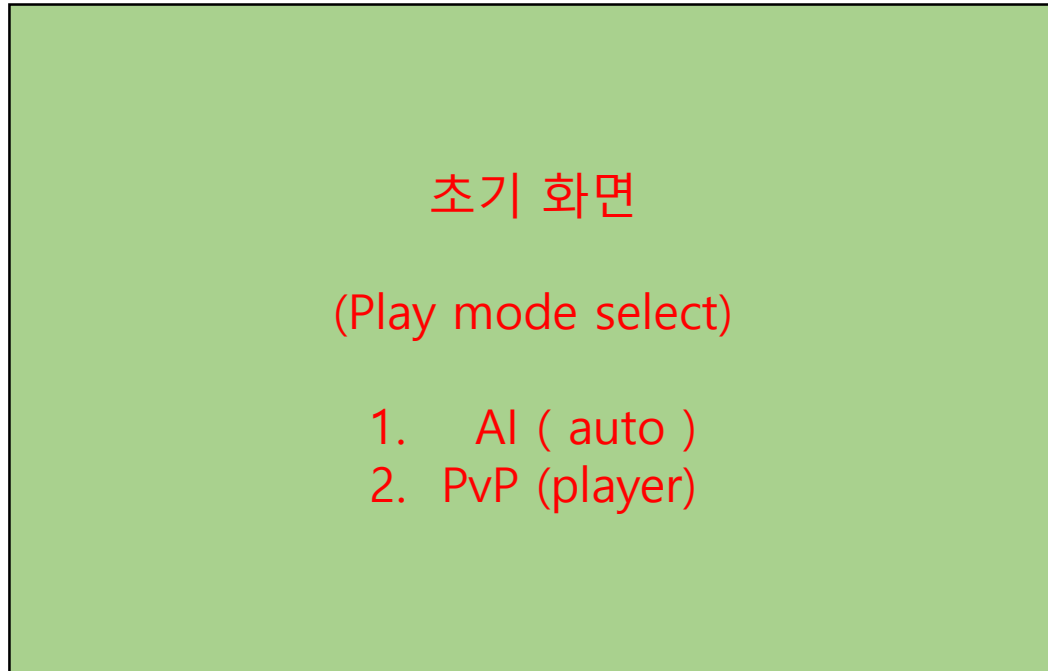 초기 화면
(Play mode select)
1. AI ( auto )
2. PvP (player)